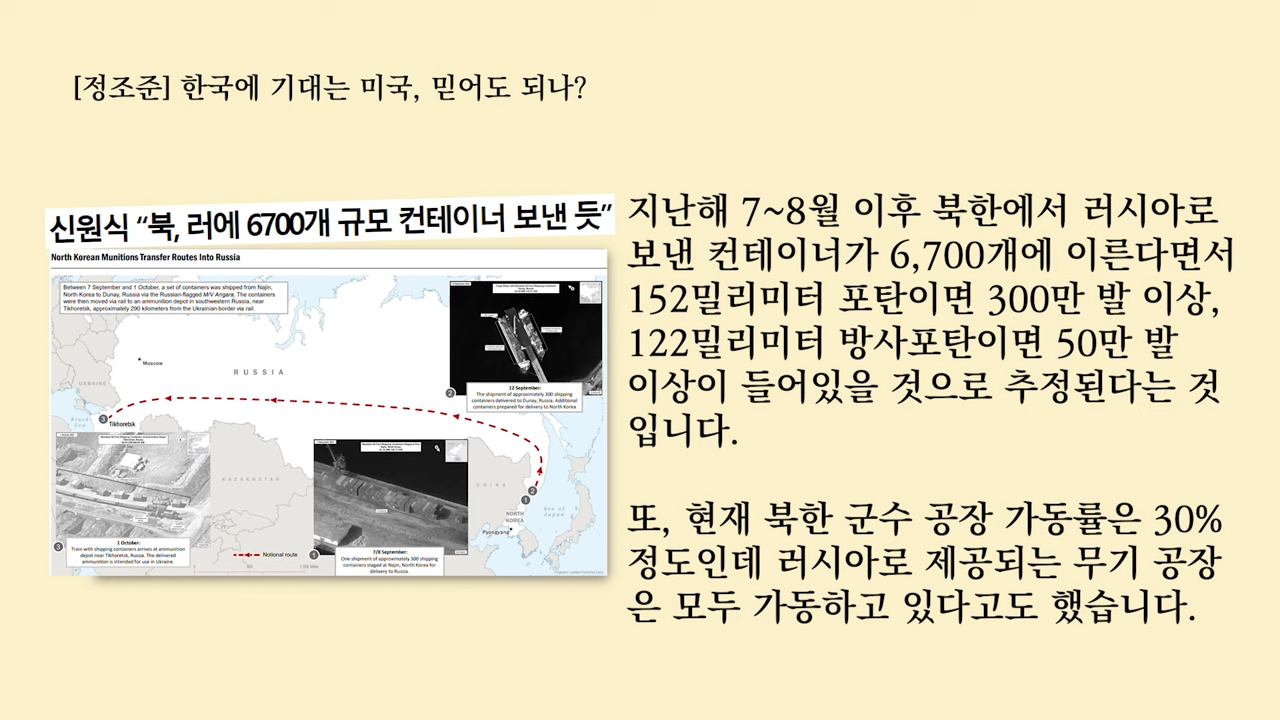 [정조준] 한국에 기대는 미국, 믿어도 되나?
신원식 “북, 러에 6700개 규모 컨테이너 보낸 듯”
North Korean Munitions Transfer Routes Into Russia
Between 7 September and 1 October, a set of containers was shipped from Najin,
North Korea to Dunay, Russia via the Russian-flagged M/V Angara. The containers
were then moved via rail to an ammunition depot in southwestern Russia, near
Tikhoretsk, approximately 290 kilometers from the Ukrainian border via rail.
Moscow
RUSSIA
UKRAINE
Black
Sea
3
Tikhoretsk
KAZAKHSTAN
2
12 September:
The shipment of approximately 300 shipping
containers delivered to Dunay, Russia. Additional
containers prepared for delivery to North Korea
CHINA
2
1
NORTH
KOREA
Pyongyang
Sea of
Japan
3
1 October:
Train with shipping containers arrives at ammunition
depot near Tikhoretsk, Russia. The delivered
ammunition is intended for use in Ukraine.
Notional route
1
7/8 September:
One shipment of approximately 300 shipping
containers staged at Najin, North Korea for
delivery to Russia.
지난해 7~8월 이후 북한에서 러시아로
보낸 컨테이너가 6,700개에 이른다면서
152밀리미터 포탄이면 300만 발 이상,
122밀리미터 방사포탄이면 50만 발
이상이 들어있을 것으로 추정된다는 것
입니다.
또, 현재 북한 군수 공장 가동률은 30%
정도인데 러시아로 제공되는 무기 공장
은 모두 가동하고 있다고도 했습니다.